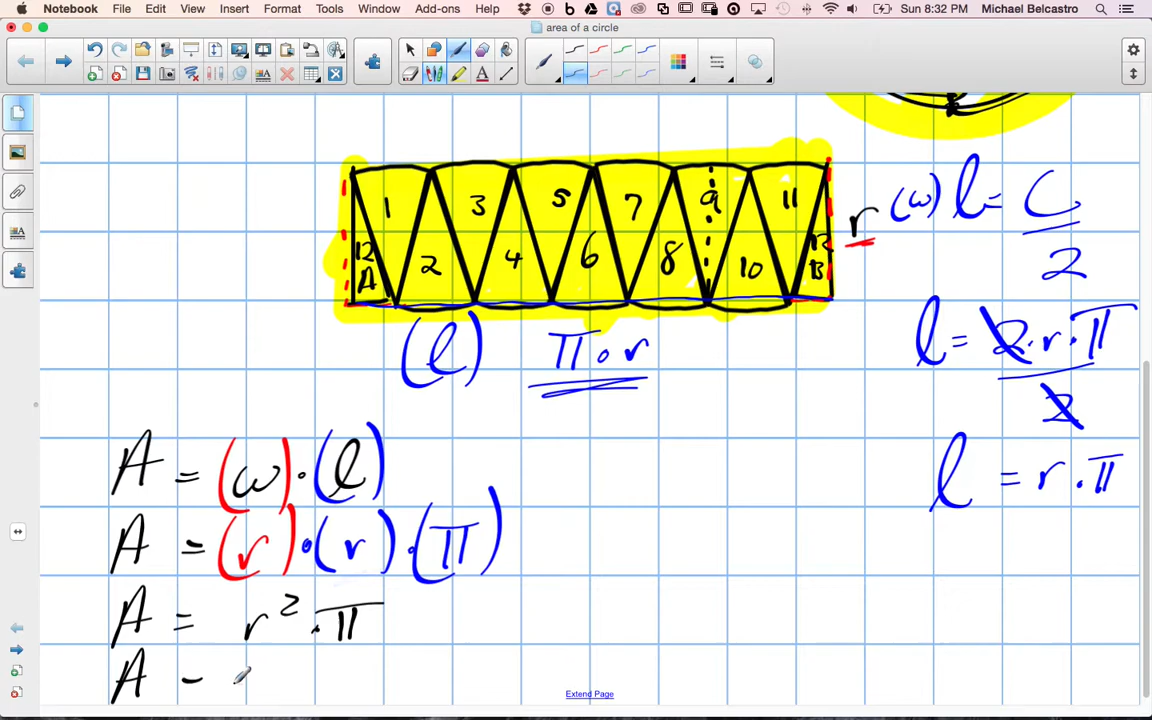 Notebook File Edit View Insert Format Tools Window Add-ons Help Sun 8:32 PM Michael Belcastro
area of a circle
1 3 5 7 9 11
12 A 2 4 6 8 10 12 B
r
(w) l = C / 2
(l) π · r
l = 2 · r · π / 2
l = r · π
A = (w) · (l)
A = (r) · (r) · (π)
A = r² · π
A -
Extend Page